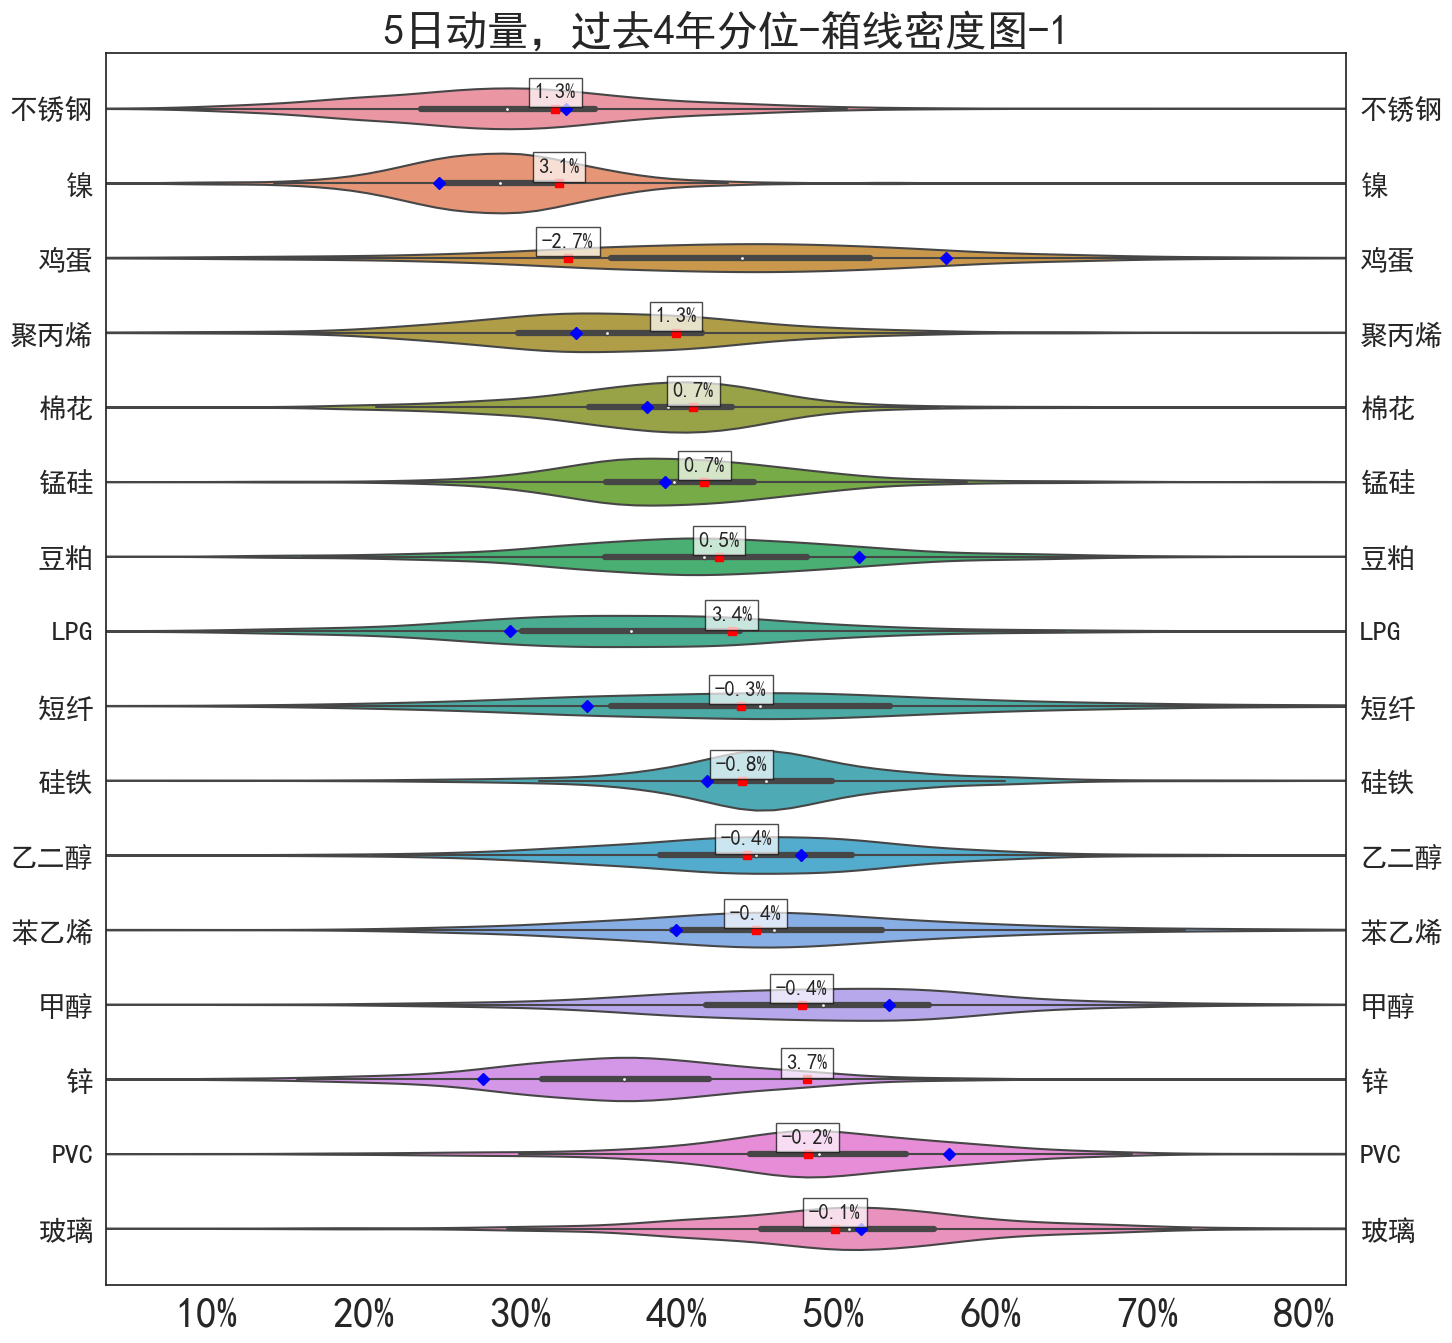 5日动量，过去4年分位-箱线密度图-1
不锈钢 1.3% 不锈钢
镍 3.1% 镍
鸡蛋 -2.7% 鸡蛋
聚丙烯 1.3% 聚丙烯
棉花 0.7% 棉花
锰硅 0.7% 锰硅
豆粕 0.5% 豆粕
LPG 3.4% LPG
短纤 -0.3% 短纤
硅铁 -0.8% 硅铁
乙二醇 -0.4% 乙二醇
苯乙烯 -0.4% 苯乙烯
甲醇 -0.4% 甲醇
锌 3.7% 锌
PVC -0.2% PVC
玻璃 -0.1% 玻璃
10% 20% 30% 40% 50% 60% 70% 80%